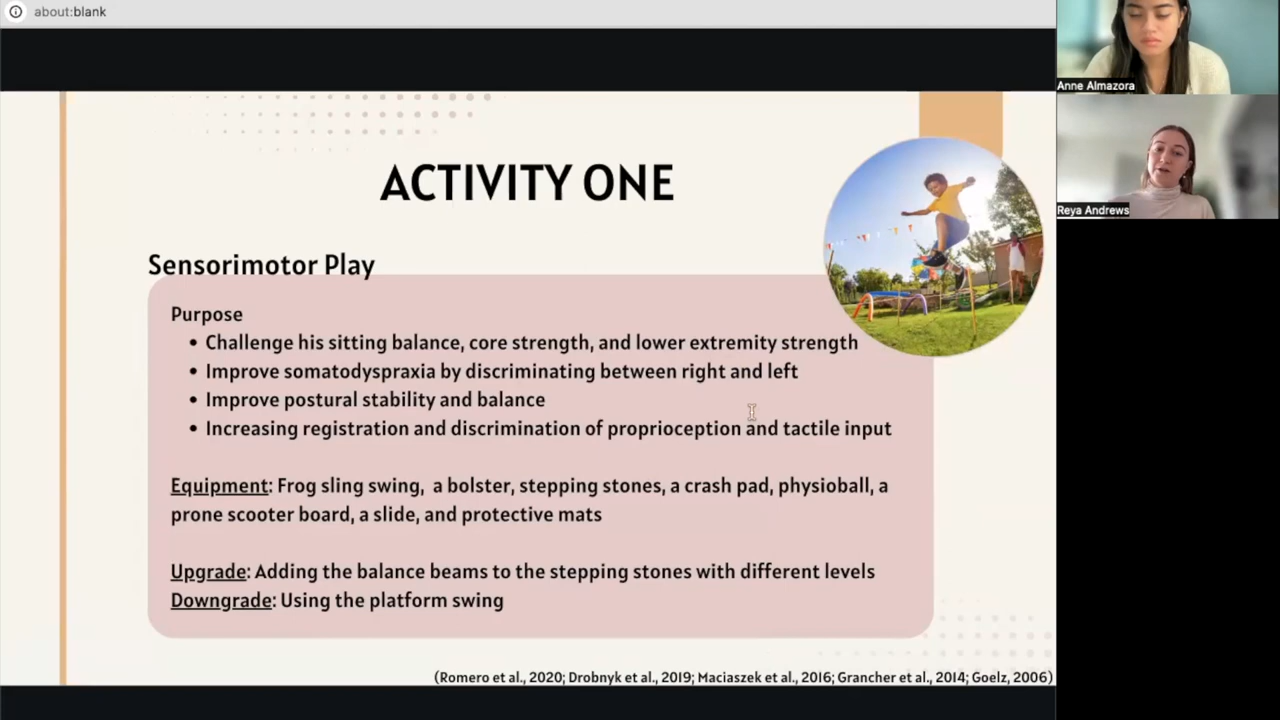 about:blank
Anne Almazora
Reya Andrews
ACTIVITY ONE
Sensorimotor Play
Purpose
• Challenge his sitting balance, core strength, and lower extremity strength
• Improve somatodyspraxia by discriminating between right and left
• Improve postural stability and balance
• Increasing registration and discrimination of proprioception and tactile input
Equipment: Frog sling swing, a bolster, stepping stones, a crash pad, physioball, a
prone scooter board, a slide, and protective mats
Upgrade: Adding the balance beams to the stepping stones with different levels
Downgrade: Using the platform swing
(Romero et al., 2020; Drobnyk et al., 2019; Maciaszek et al., 2016; Grancher et al., 2014; Goelz, 2006)